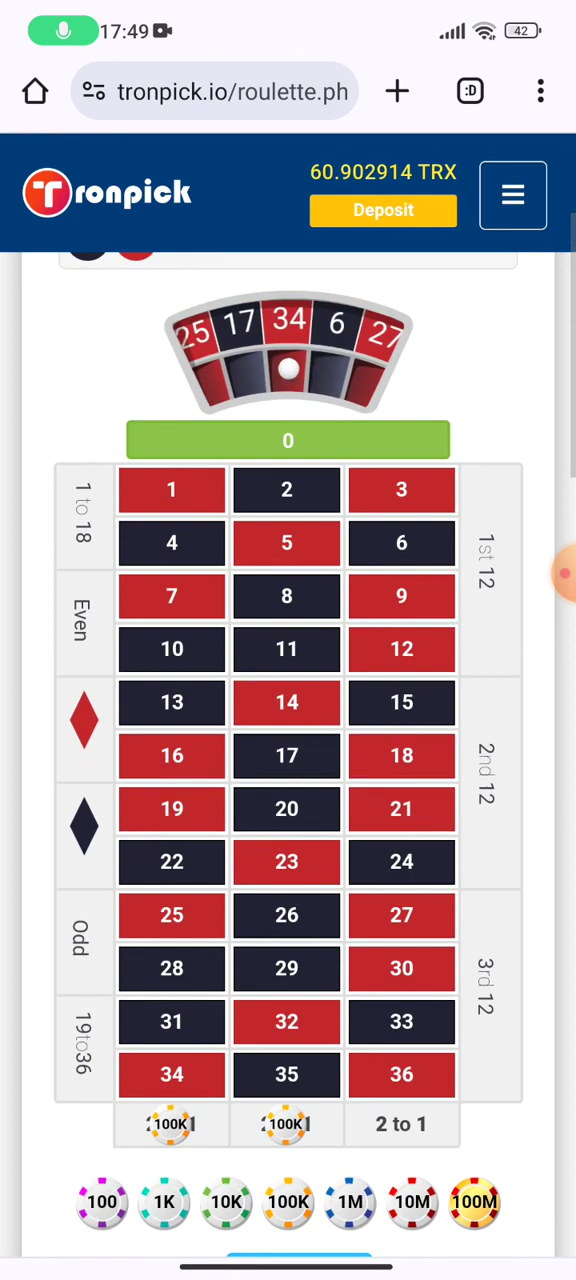 17:49
42
:D
tronpick.io/roulette.ph
Tronpick
60.902914 TRX
Deposit
25 17 34 6 27
0
1 to 18
1 2 3
1st 12
4 5 6
Even
7 8 9
10 11 12
13 14 15
2nd 12
16 17 18
19 20 21
22 23 24
Odd
25 26 27
3rd 12
28 29 30
19to36
31 32 33
34 35 36
100K 100K 2 to 1
100 1K 10K 100K 1M 10M 100M